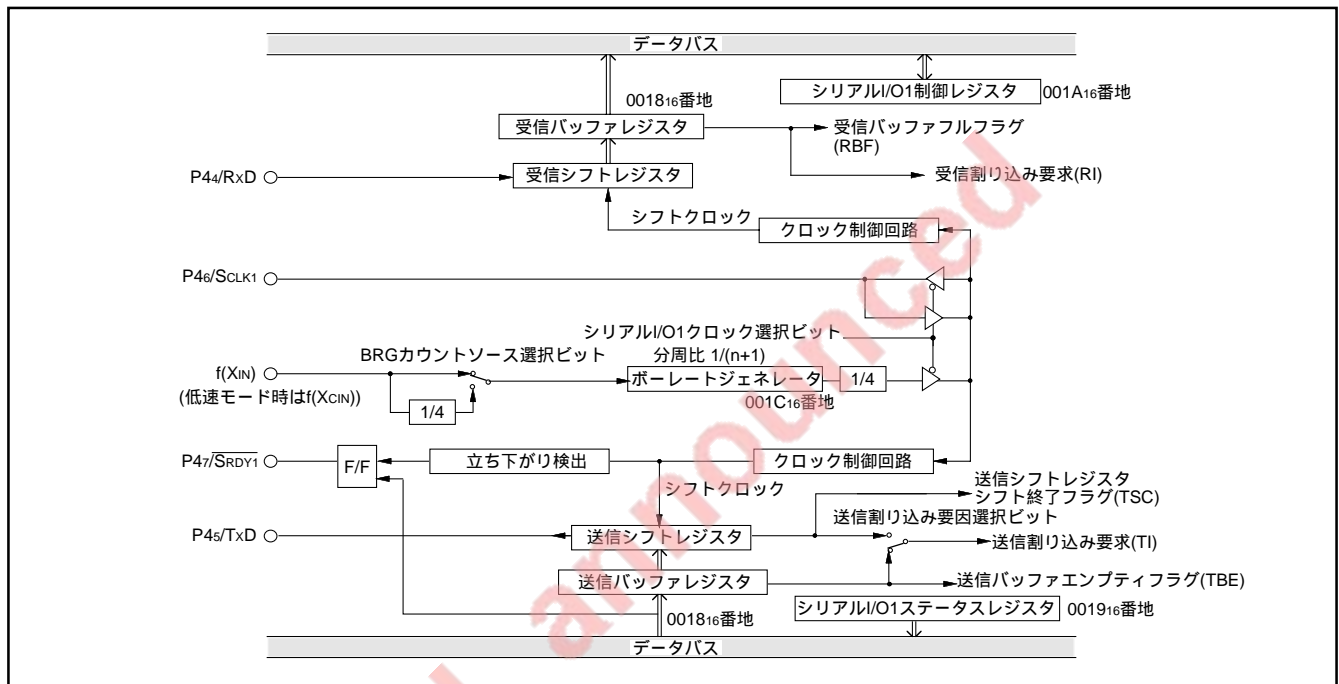 データバス
シリアルI/O1制御レジスタ 001A16番地
001816番地
受信バッファレジスタ
受信バッファフルフラグ
(RBF)
P44/RXD
受信シフトレジスタ
受信割り込み要求(RI)
シフトクロック
クロック制御回路
P46/SCLK1
シリアルI/O1クロック選択ビット
BRGカウントソース選択ビット
分周比 1/(n+1)
f(XIN)
(低速モード時はf(XCIN))
ボーレートジェネレータ
1/4
001C16番地
1/4
P47/SRDY1
F/F
立ち下がり検出
クロック制御回路
シフトクロック
送信シフトレジスタ
シフト終了フラグ(TSC)
送信割り込み要因選択ビット
P45/TXD
送信シフトレジスタ
送信割り込み要求(TI)
送信バッファレジスタ
送信バッファエンプティフラグ(TBE)
001816番地
シリアルI/O1ステータスレジスタ 001916番地
データバス
announced